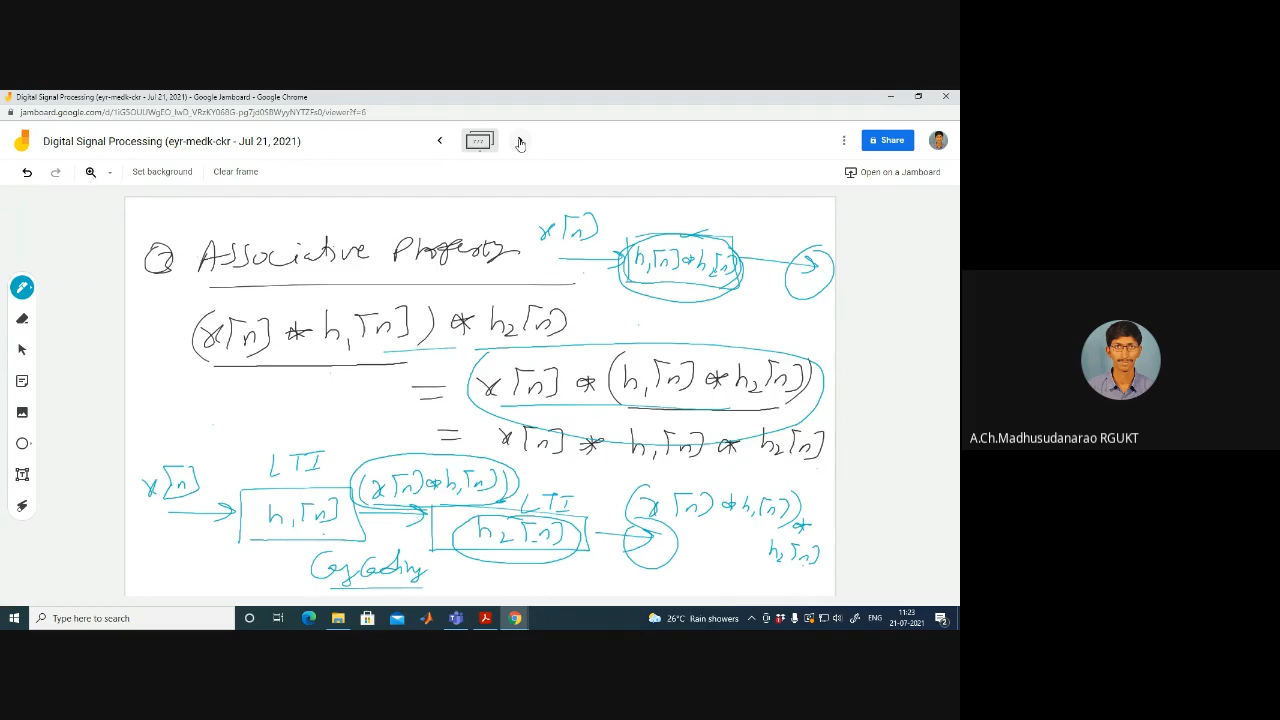 Digital Signal Processing (eyr-medk-ckr - Jul 21, 2021) - Google Jamboard - Google Chrome
Digital Signal Processing (eyr-medk-ckr - Jul 21, 2021)
Share
Set background
Clear frame
Open on a Jamboard
Associative Property
x[n]
h₁[n] * h₂[n]
(x[n] * h₁[n]) * h₂[n]
= x[n] * (h₁[n] * h₂[n])
= x[n] * h₁[n] * h₂[n]
x[n]
LTI
h₁[n]
(x[n] * h₁[n])
LTI
h₂[n]
(x[n] * h₁[n]) * h₂[n]
Cascading
A.Ch.Madhusudanarao RGUKT
Type here to search
26°C Rain showers
ENG
11:23
21-07-2021